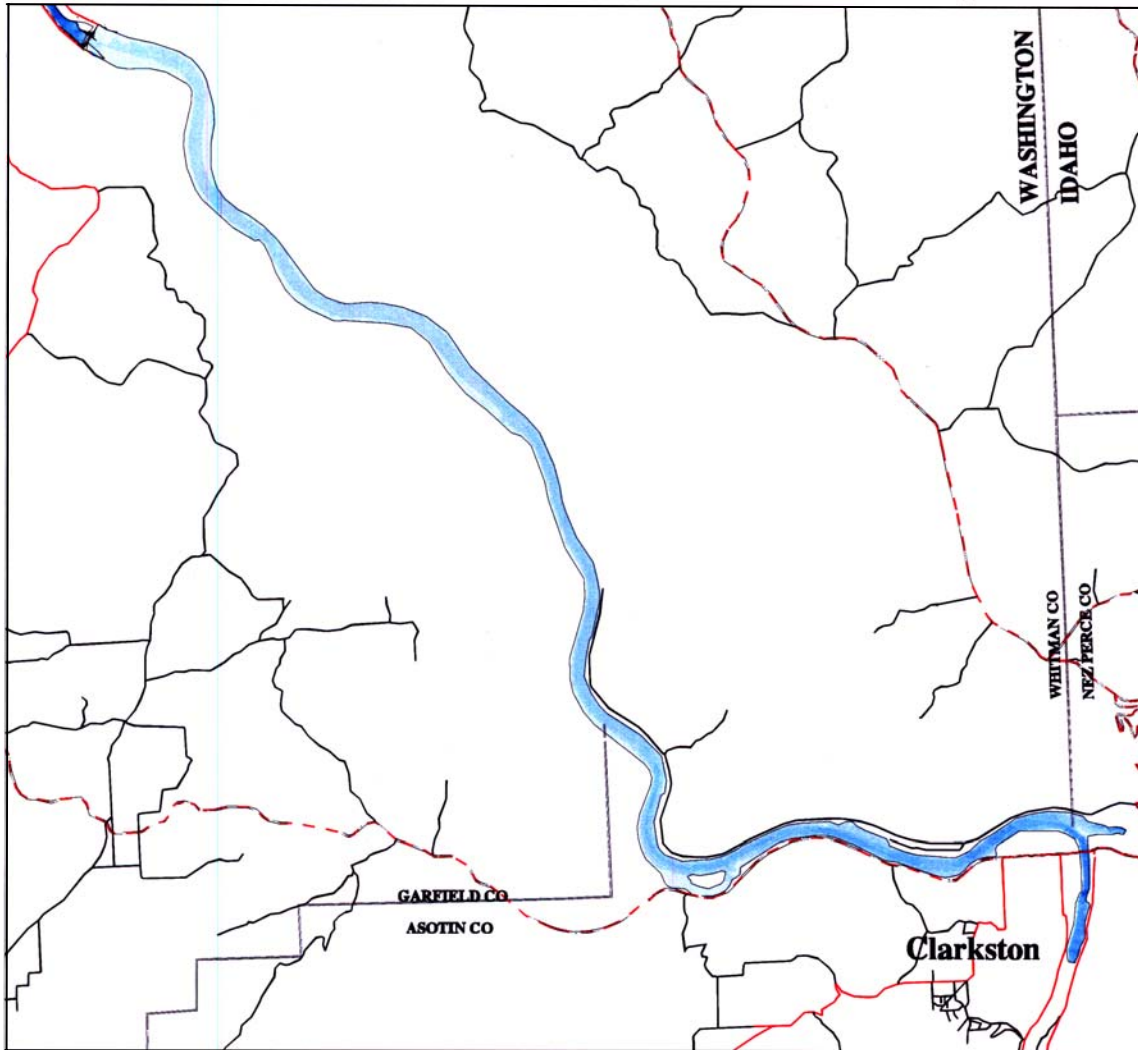 WASHINGTON
IDAHO
WHITMAN CO
NEZ PERCE CO
GARFIELD CO
ASOTIN CO
Clarkston